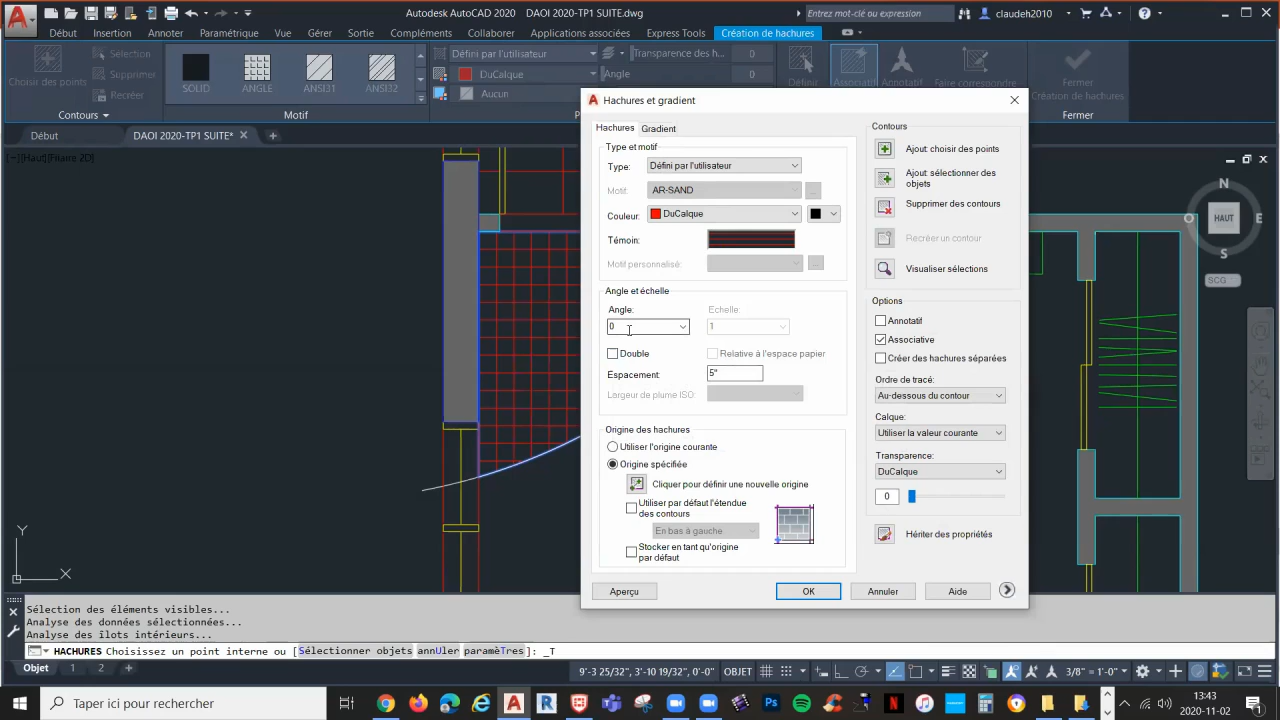 Autodesk AutoCAD 2020 DAOI-TP1 SUITE.dwg
Entrez mot-clé ou expression
claudeh2010
Début Insertion Annoter Paramétrique Vue Gérer Sortie Compléments Collaborer Applications associées Express Tools Création de hachures
Choisir des points
Sélection
Supprimer
Recréer
Contours
SOLID ANGLE ANSI31 ANSI32
Motif
Défini par l'utilisateur
DuCalque
Aucun
Transparence des h... 0
Angle 0
Définir
Associatif
Annotatif
Faire correspondre
Fermer
Création de hachures
Fermer
Début DAOI 2020-TP1 SUITE*
[−][Haut][Filaire 2D]
Hachures et gradient
Hachures Gradient
Type et motif
Type: Défini par l'utilisateur
Motif: AR-SAND ...
Couleur: DuCalque
Témoin:
Motif personnalisé: ...
Angle et échelle
Angle: Echelle:
0 1
Double Relative à l'espace papier
Espacement: 5"
Largeur de plume ISO:
Origine des hachures
Utiliser l'origine courante
Origine spécifiée
Cliquer pour définir une nouvelle origine
Utiliser par défaut l'étendue
des contours
En bas à gauche
Stocker en tant qu'origine
par défaut
Contours
Ajout: choisir des points
Ajout: sélectionner des
objets
Supprimer des contours
Recréer un contour
Visualiser sélections
Options
Annotatif
Associative
Créer des hachures séparées
Ordre de tracé:
Au-dessous du contour
Calque:
Utiliser la valeur courante
Transparence:
DuCalque
0
Hériter des propriétés
Aperçu OK Annuler Aide
N
O HAUT E
S
SCG
Y
X
Sélection des éléments visibles...
Analyse des données sélectionnées...
Analyse des îlots intérieurs...
HACHURES Choisissez un point interne ou [Sélectionner objets annUler paramèTres]: _T
Objet 1 2 +
9'-3 25/32", 3'-10 19/32", 0'-0" OBJET
3/8" = 1'-0"
Taper ici pour rechercher
13:43
2020-11-02